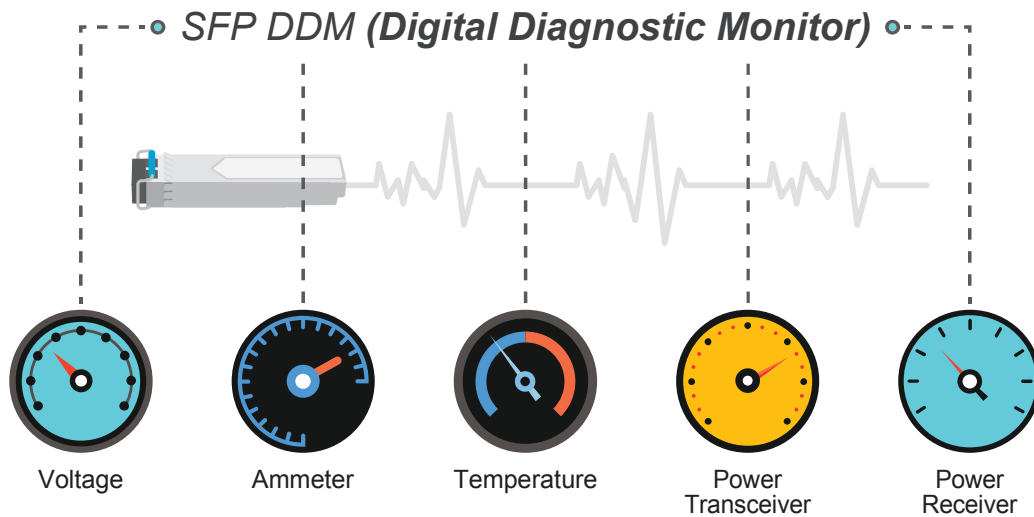 SFP DDM (Digital Diagnostic Monitor)
Voltage
Ammeter
Temperature
Power
Transceiver
Power
Receiver